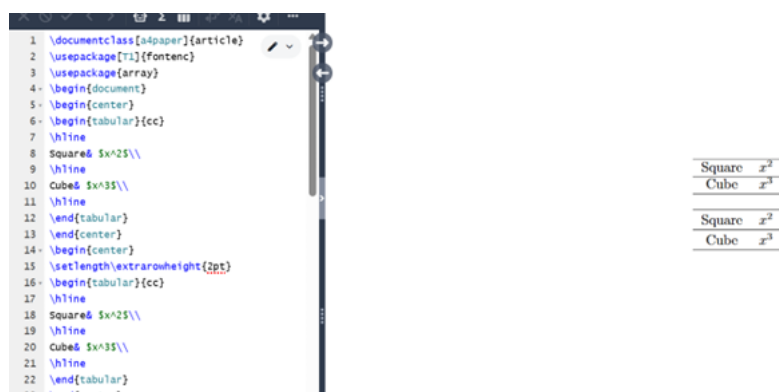 1 \documentclass[a4paper]{article}
2 \usepackage[T1]{fontenc}
3 \usepackage{array}
4 \begin{document}
5 \begin{center}
6 \begin{tabular}{cc}
7 \hline
8 Square& $x^2$\\
9 \hline
10 Cube& $x^3$\\
11 \hline
12 \end{tabular}
13 \end{center}
14 \begin{center}
15 \setlength\extrarowheight{2pt}
16 \begin{tabular}{cc}
17 \hline
18 Square& $x^2$\\
19 \hline
20 Cube& $x^3$\\
21 \hline
22 \end{tabular}
Square x²
Cube x³
Square x²
Cube x³